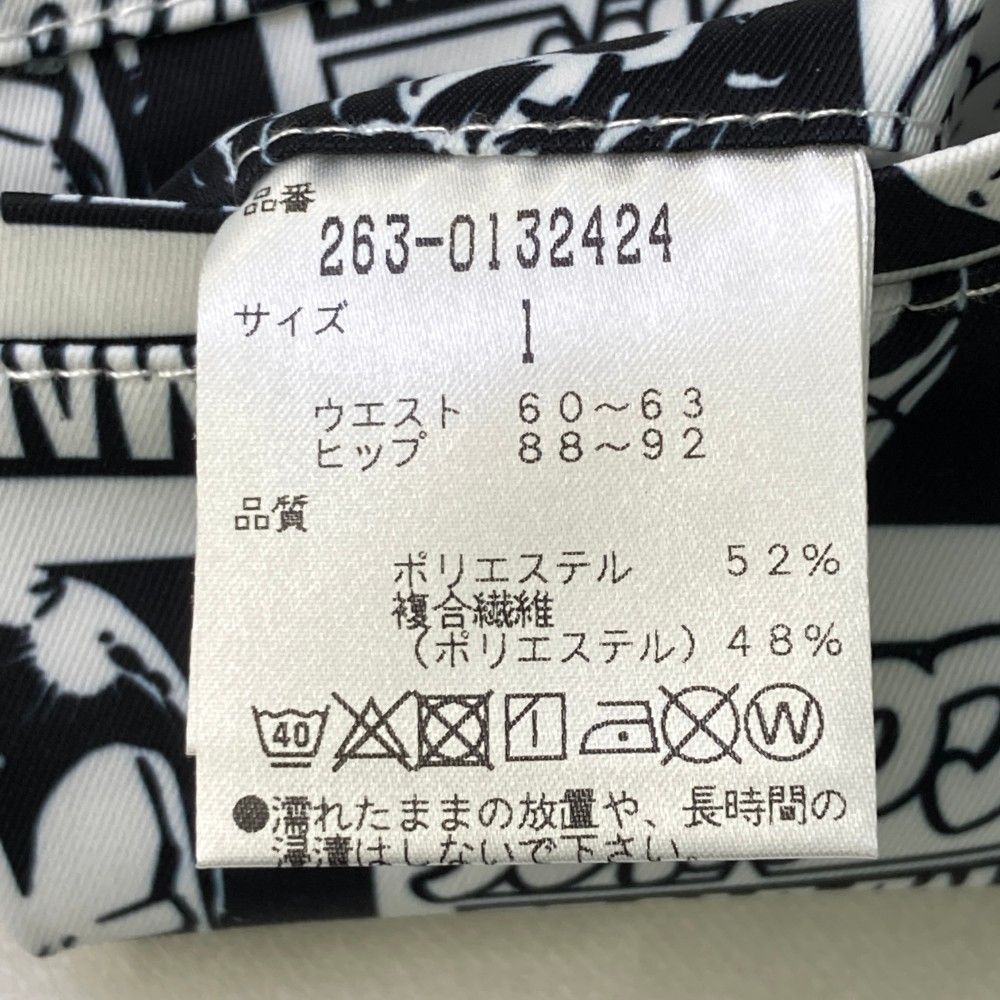 品番
263-0132424
サイズ 1
ウエスト 60～63
ヒップ 88～92
品質
ポリエステル 52%
複合繊維
(ポリエステル) 48%
40 W
●濡れたままの放置や、長時間の
浸漬はしないで下さい。